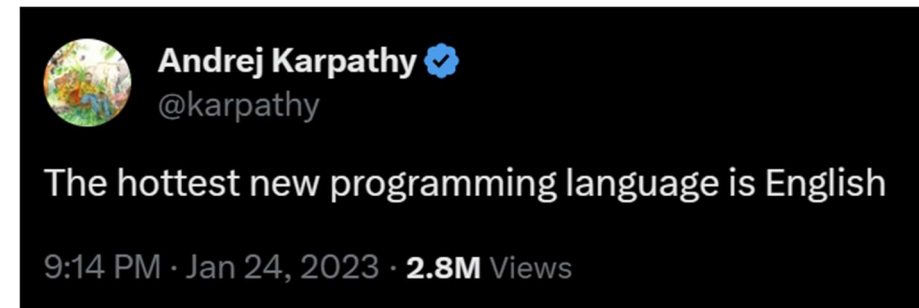 Andrej Karpathy
@karpathy
The hottest new programming language is English
9:14 PM · Jan 24, 2023 · 2.8M Views